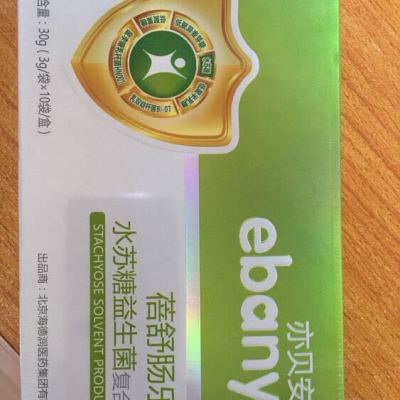 亦贝安
ebany
蓓舒肠乐
水苏糖益生菌复合
STACHYOSE SOLVENT PRODU
含量：30g（3g/袋×10袋/盒）
出品商：北京海德润医药集团有